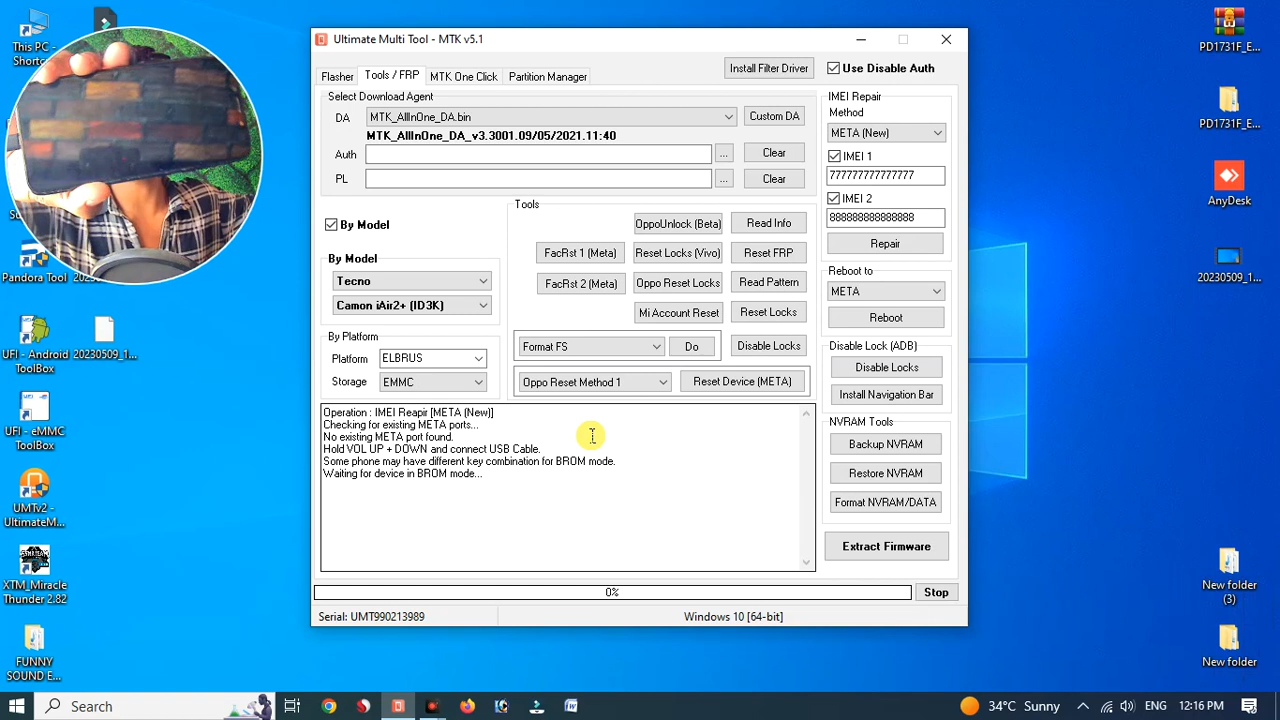 This PC -
Shortc...
Pandora Tool
20230...
UFI - Android
ToolBox
20230509_1...
UFI - eMMC
ToolBox
UMTv2 -
UltimateM...
XTM_Miracle
Thunder 2.82
FUNNY
SOUND E...
Ultimate Multi Tool - MTK v5.1
Flasher
Tools / FRP
MTK One Click
Partition Manager
Install Filter Driver
Use Disable Auth
Select Download Agent
DA
MTK_AllInOne_DA.bin
Custom DA
MTK_AllInOne_DA_v3.3001.09/05/2021.11:40
Auth
...
Clear
PL
...
Clear
By Model
By Model
Tecno
Camon iAir2+ (ID3K)
By Platform
Platform
ELBRUS
Storage
EMMC
Tools
OppoUnlock (Beta)
Read Info
FacRst 1 (Meta)
Reset Locks (Vivo)
Reset FRP
FacRst 2 (Meta)
Oppo Reset Locks
Read Pattern
Mi Account Reset
Reset Locks
Format FS
Do
Disable Locks
Oppo Reset Method 1
Reset Device (META)
IMEI Repair
Method
META (New)
IMEI 1
777777777777777
IMEI 2
888888888888888
Repair
Reboot to
META
Reboot
Disable Lock (ADB)
Disable Locks
Install Navigation Bar
NVRAM Tools
Backup NVRAM
Restore NVRAM
Format NVRAM/DATA
Extract Firmware
Operation : IMEI Reapir [META (New)]
Checking for existing META ports...
No existing META port found.
Hold VOL UP + DOWN and connect USB Cable.
Some phone may have different key combination for BROM mode.
Waiting for device in BROM mode...
0%
Stop
Serial: UMT990213989
Windows 10 [64-bit]
PD1731F_E...
PD1731F_E...
AnyDesk
20230509_1...
New folder
(3)
New folder
Search
34°C Sunny
ENG
12:16 PM